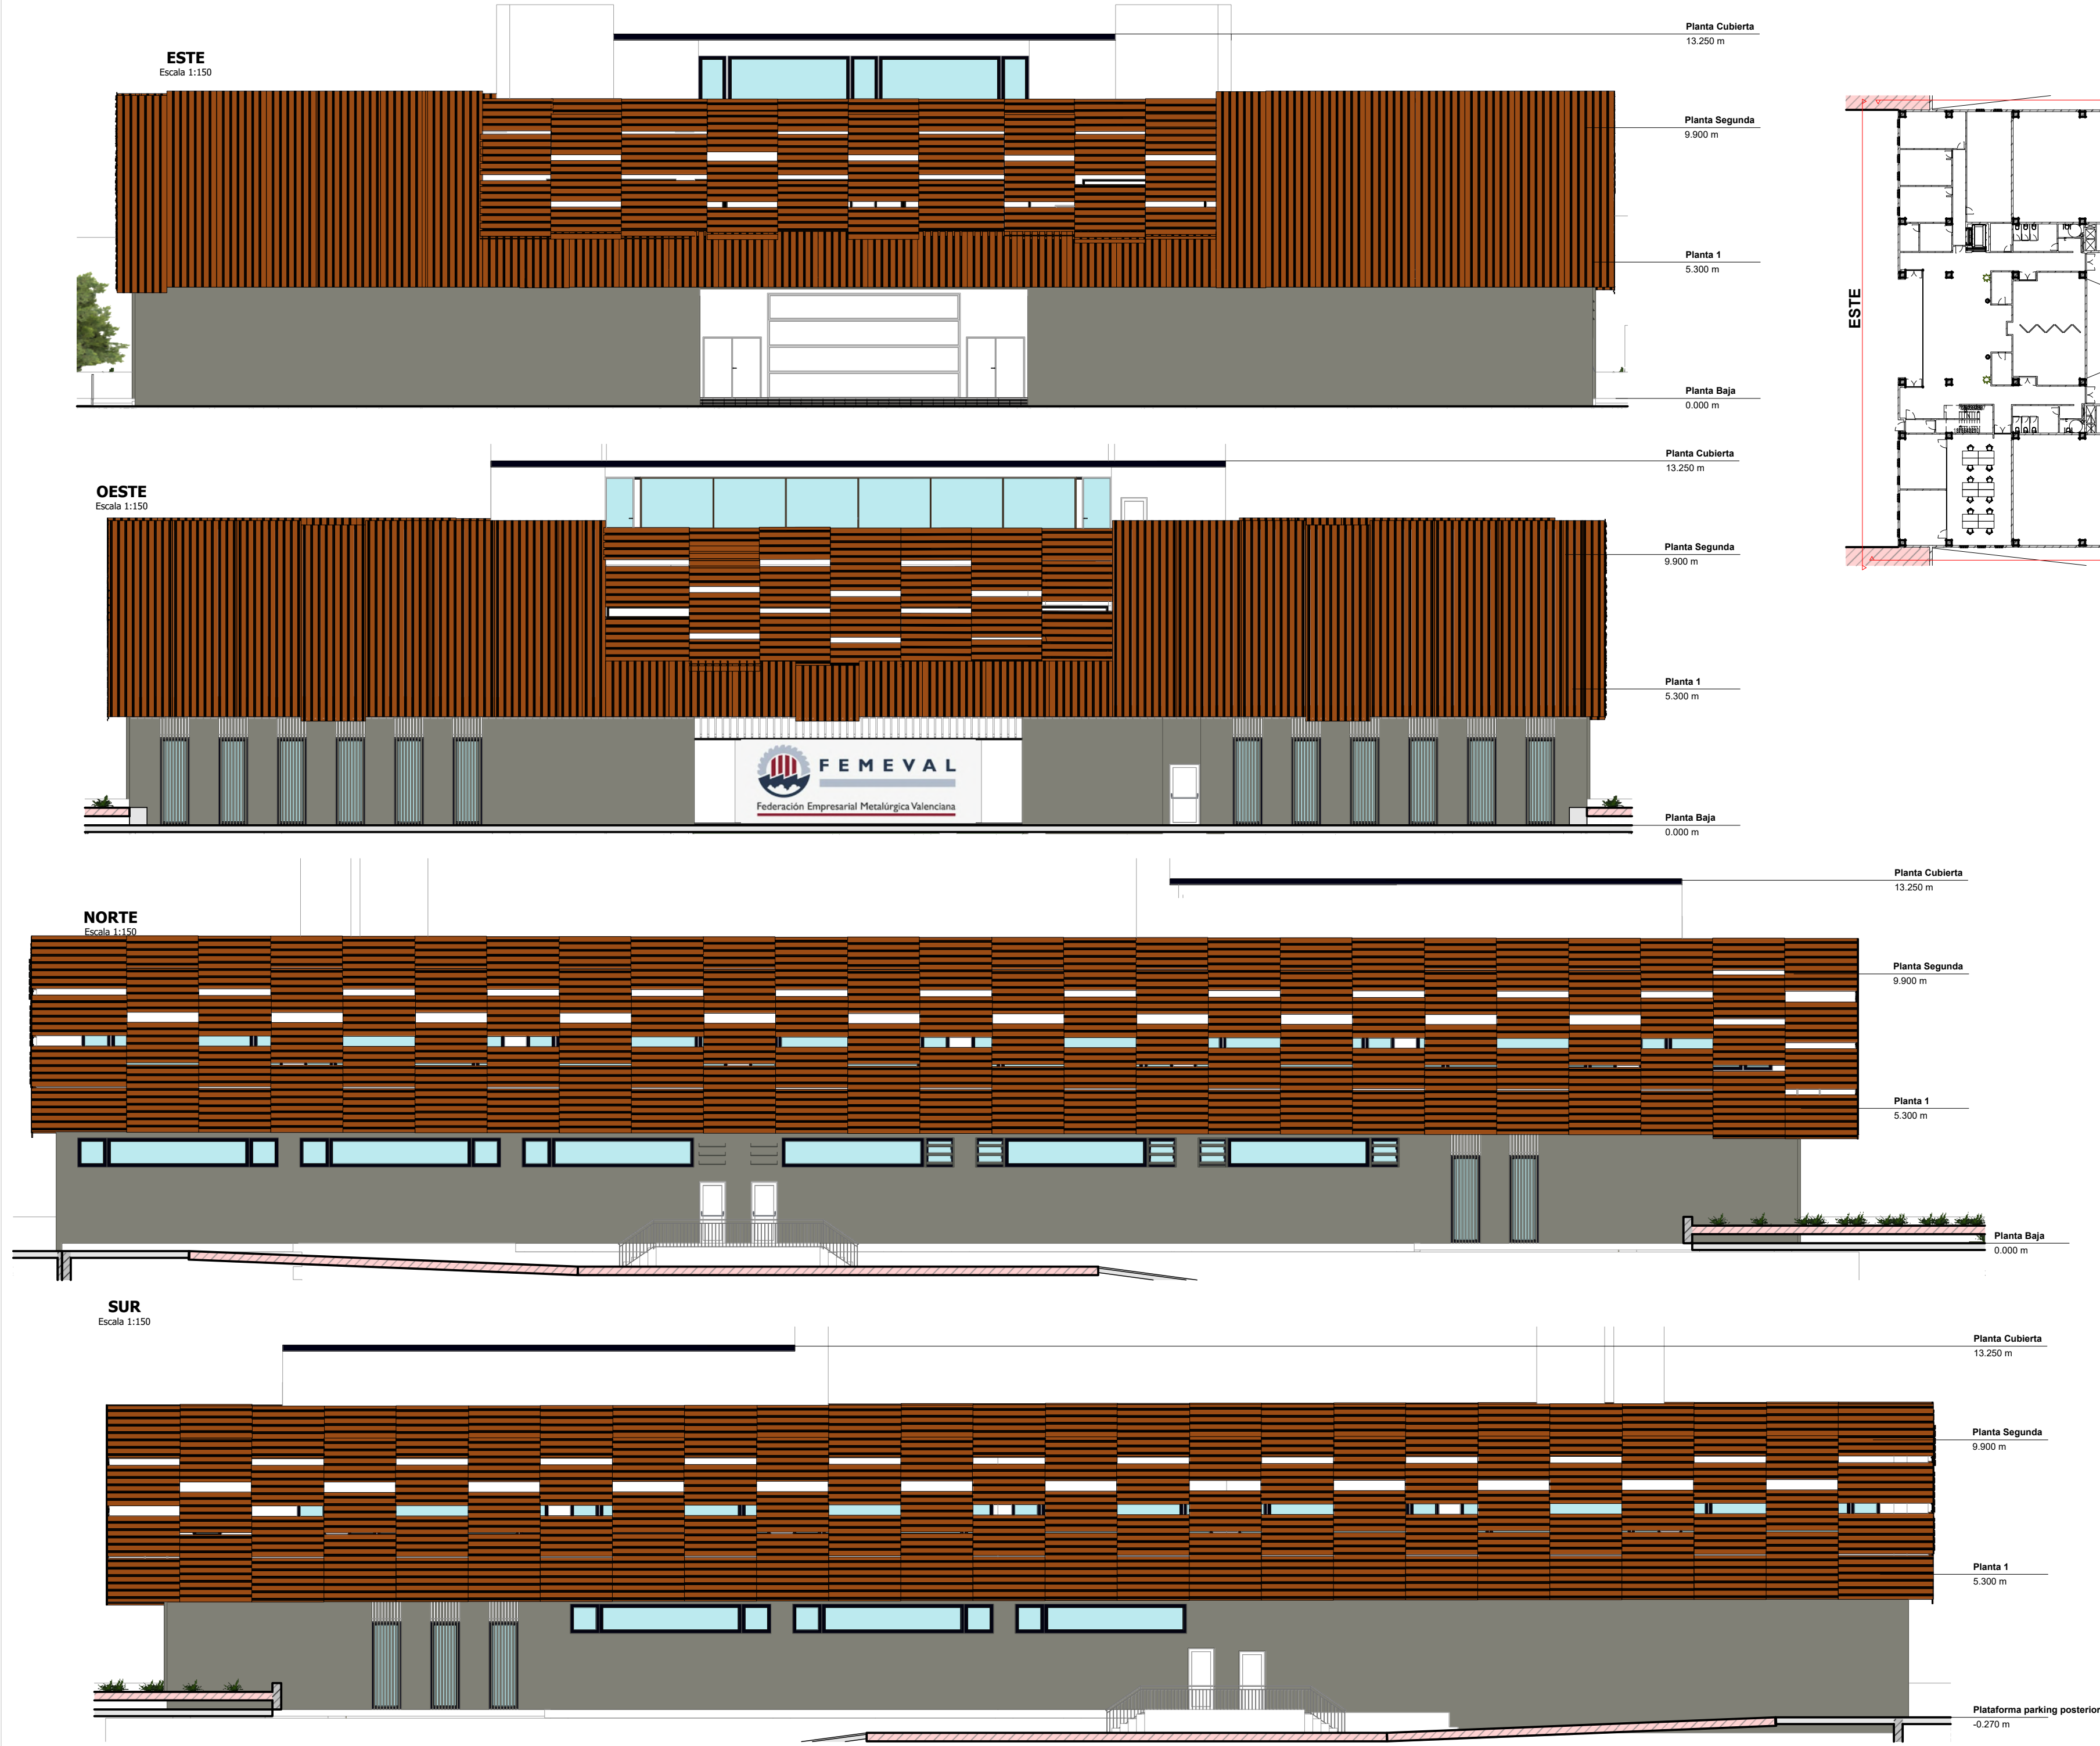 ESTE
Escala 1:150
Planta Cubierta
13.250 m
Planta Segunda
9.900 m
Planta 1
5.300 m
Planta Baja
0.000 m
ESTE
OESTE
Escala 1:150
Planta Cubierta
13.250 m
Planta Segunda
9.900 m
Planta 1
5.300 m
FEMEVAL
Federación Empresarial Metalúrgica Valenciana
Planta Baja
0.000 m
NORTE
Escala 1:150
Planta Cubierta
13.250 m
Planta Segunda
9.900 m
Planta 1
5.300 m
Planta Baja
0.000 m
SUR
Escala 1:150
Planta Cubierta
13.250 m
Planta Segunda
9.900 m
Planta 1
5.300 m
Plataforma parking posterior
-0.270 m